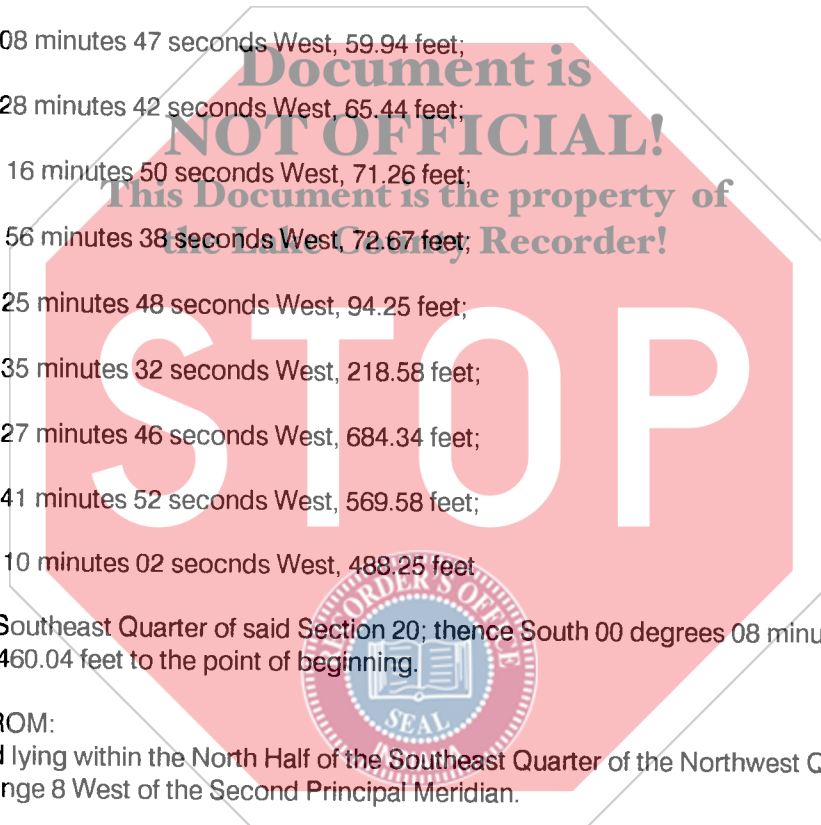 08 minutes 47 seconds West, 59.94 feet;
Document is
28 minutes 42 seconds West, 65.44 feet;
NOT OFFICIAL!
16 minutes 50 seconds West, 71.26 feet;
This Document is the property of
56 minutes 38 seconds West, 72.67 feet;
the Lake County Recorder!
25 minutes 48 seconds West, 94.25 feet;
35 minutes 32 seconds West, 218.58 feet;
STOP
27 minutes 46 seconds West, 684.34 feet;
41 minutes 52 seconds West, 569.58 feet;
10 minutes 02 seocnds West, 488.25 feet
RECORDER'S OFFICE
Southeast Quarter of said Section 20; thence South 00 degrees 08 minu
460.04 feet to the point of beginning.
SEAL
ROM:
INDIANA
lying within the North Half of the Southeast Quarter of the Northwest Q
nge 8 West of the Second Principal Meridian.